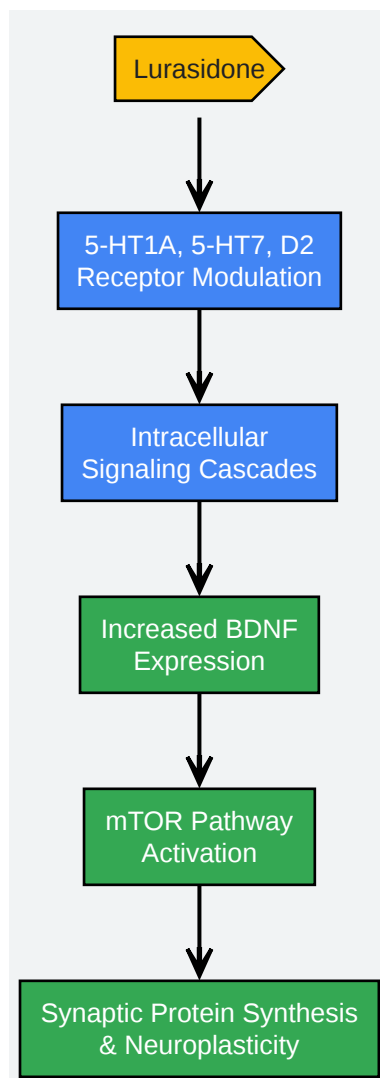 Lurasidone
5-HT1A, 5-HT7, D2
Receptor Modulation
Intracellular
Signaling Cascades
Increased BDNF
Expression
mTOR Pathway
Activation
Synaptic Protein Synthesis
& Neuroplasticity